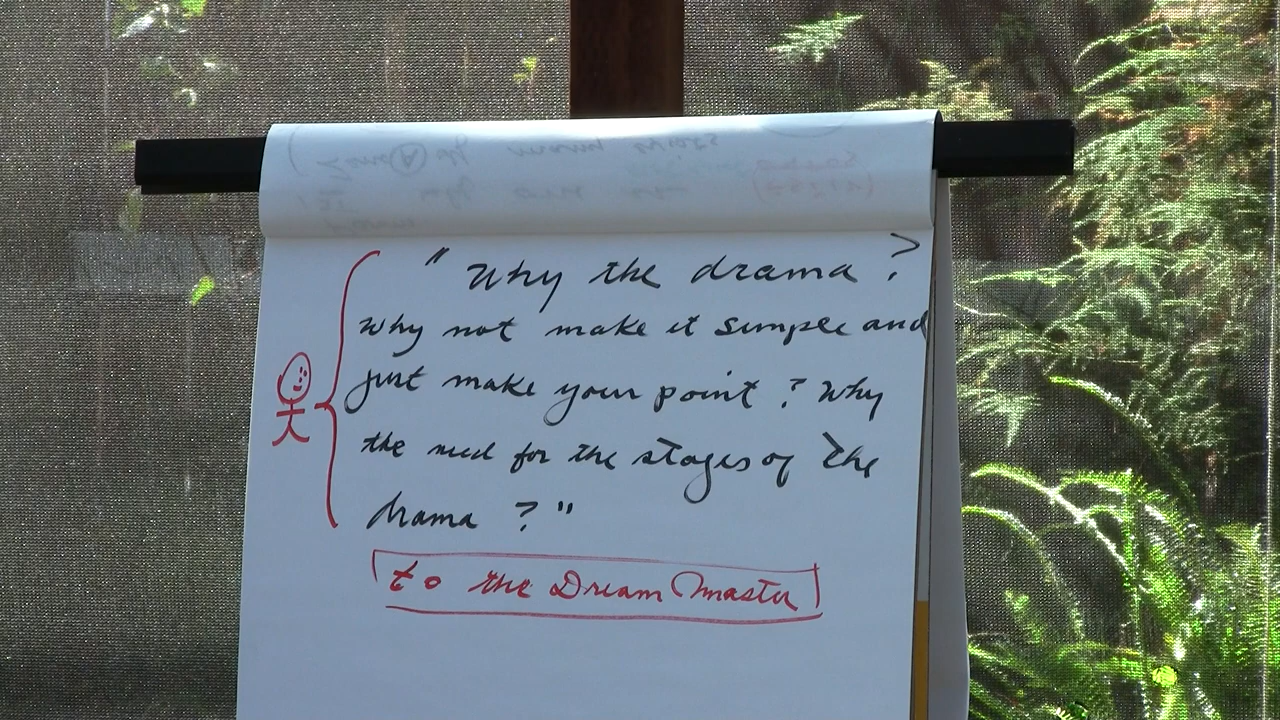 " Why the drama ?
Why not make it simple and
just make your point ? Why
the need for the stages of the
drama ? "
to the Dream Master